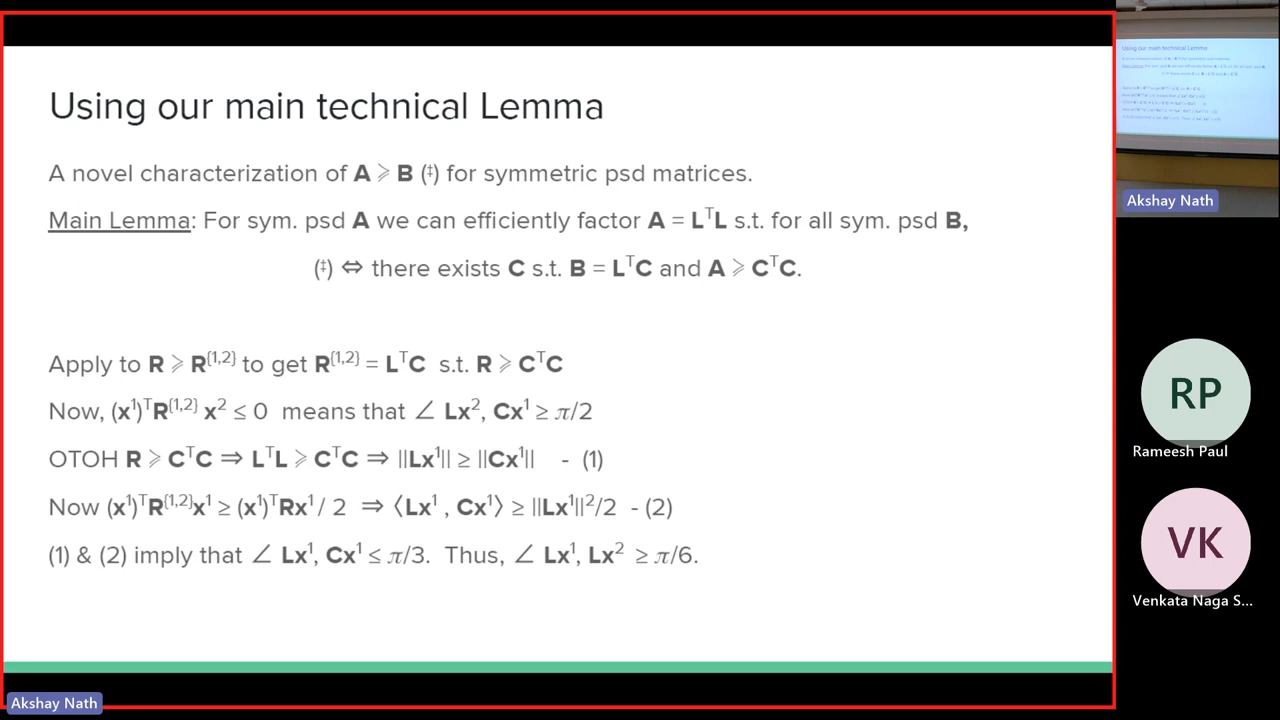 Using our main technical Lemma
A novel characterization of A ⩾ B (‡) for symmetric psd matrices.
Main Lemma: For sym. psd A we can efficiently factor A = LᵀL s.t. for all sym. psd B,
(‡) ⇔ there exists C s.t. B = LᵀC and A ⩾ CᵀC.
Apply to R ⩾ R^{1,2} to get R^{1,2} = LᵀC s.t. R ⩾ CᵀC
Now, (x¹)ᵀR^{1,2} x² ≤ 0 means that ∠ Lx², Cx¹ ≥ π/2
OTOH R ⩾ CᵀC ⇒ LᵀL ⩾ CᵀC ⇒ ||Lx¹|| ≥ ||Cx¹|| - (1)
Now (x¹)ᵀR^{1,2}x¹ ≥ (x¹)ᵀRx¹ / 2 ⇒ ⟨Lx¹ , Cx¹⟩ ≥ ||Lx¹||²/2 - (2)
(1) & (2) imply that ∠ Lx¹, Cx¹ ≤ π/3. Thus, ∠ Lx¹, Lx² ≥ π/6.
Akshay Nath
Using our main technical Lemma
Akshay Nath
RP
Rameesh Paul
VK
Venkata Naga S...